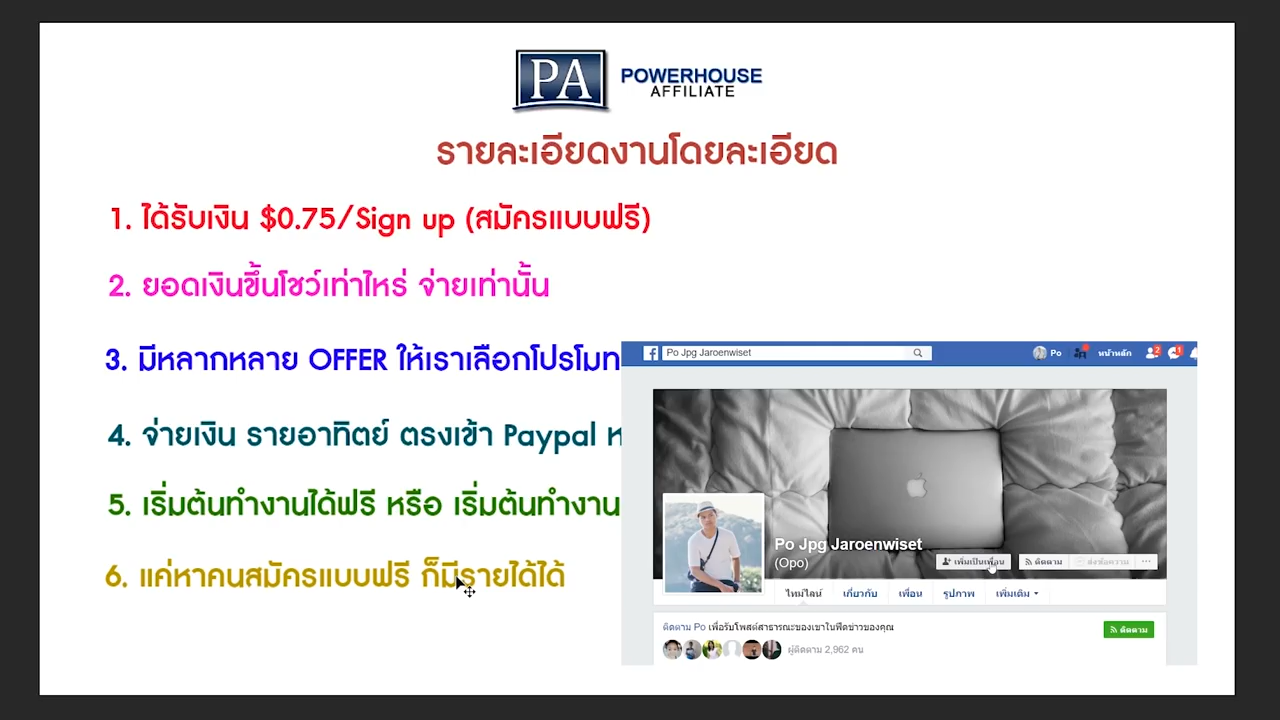 PA
POWERHOUSE
AFFILIATE
รายละเอียดงานโดยละเอียด
1. ได้รับเงิน $0.75/Sign up (สมัครแบบฟรี)
2. ยอดเงินขึ้นโชว์เท่าไหร่ จ่ายเท่านั้น
3. มีหลากหลาย OFFER ให้เราเลือกโปรโมท
4. จ่ายเงิน รายอาทิตย์ ตรงเข้า Paypal ห
5. เริ่มต้นทำงานได้ฟรี หรือ เริ่มต้นทำงาน
6. แค่หาคนสมัครแบบฟรี ก็มีรายได้ได้
Po Jpg Jaroenwiset
Po
หน้าหลัก
2
1
Po Jpg Jaroenwiset
(Opo)
เพิ่มเป็นเพื่อน
ติดตาม
ส่งข้อความ
ไทม์ไลน์ เกี่ยวกับ เพื่อน รูปภาพ เพิ่มเติม
ติดตาม Po เพื่อรับโพสต์สาธารณะของเขาในฟีดข่าวของคุณ
ติดตาม
ผู้ติดตาม 2,962 คน